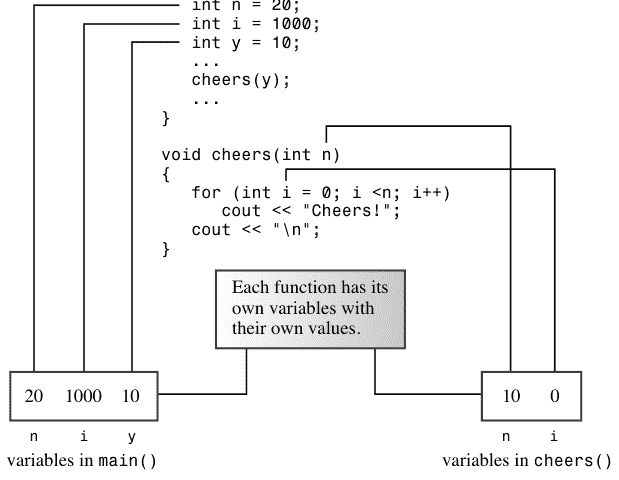 int n = 20;
int i = 1000;
int y = 10;
...
cheers(y);
...
}
void cheers(int n)
{
for (int i = 0; i <n; i++)
cout << "Cheers!";
cout << "\n";
}
Each function has its
own variables with
their own values.
20 1000 10
n i y
variables in main()
10 0
n i
variables in cheers()